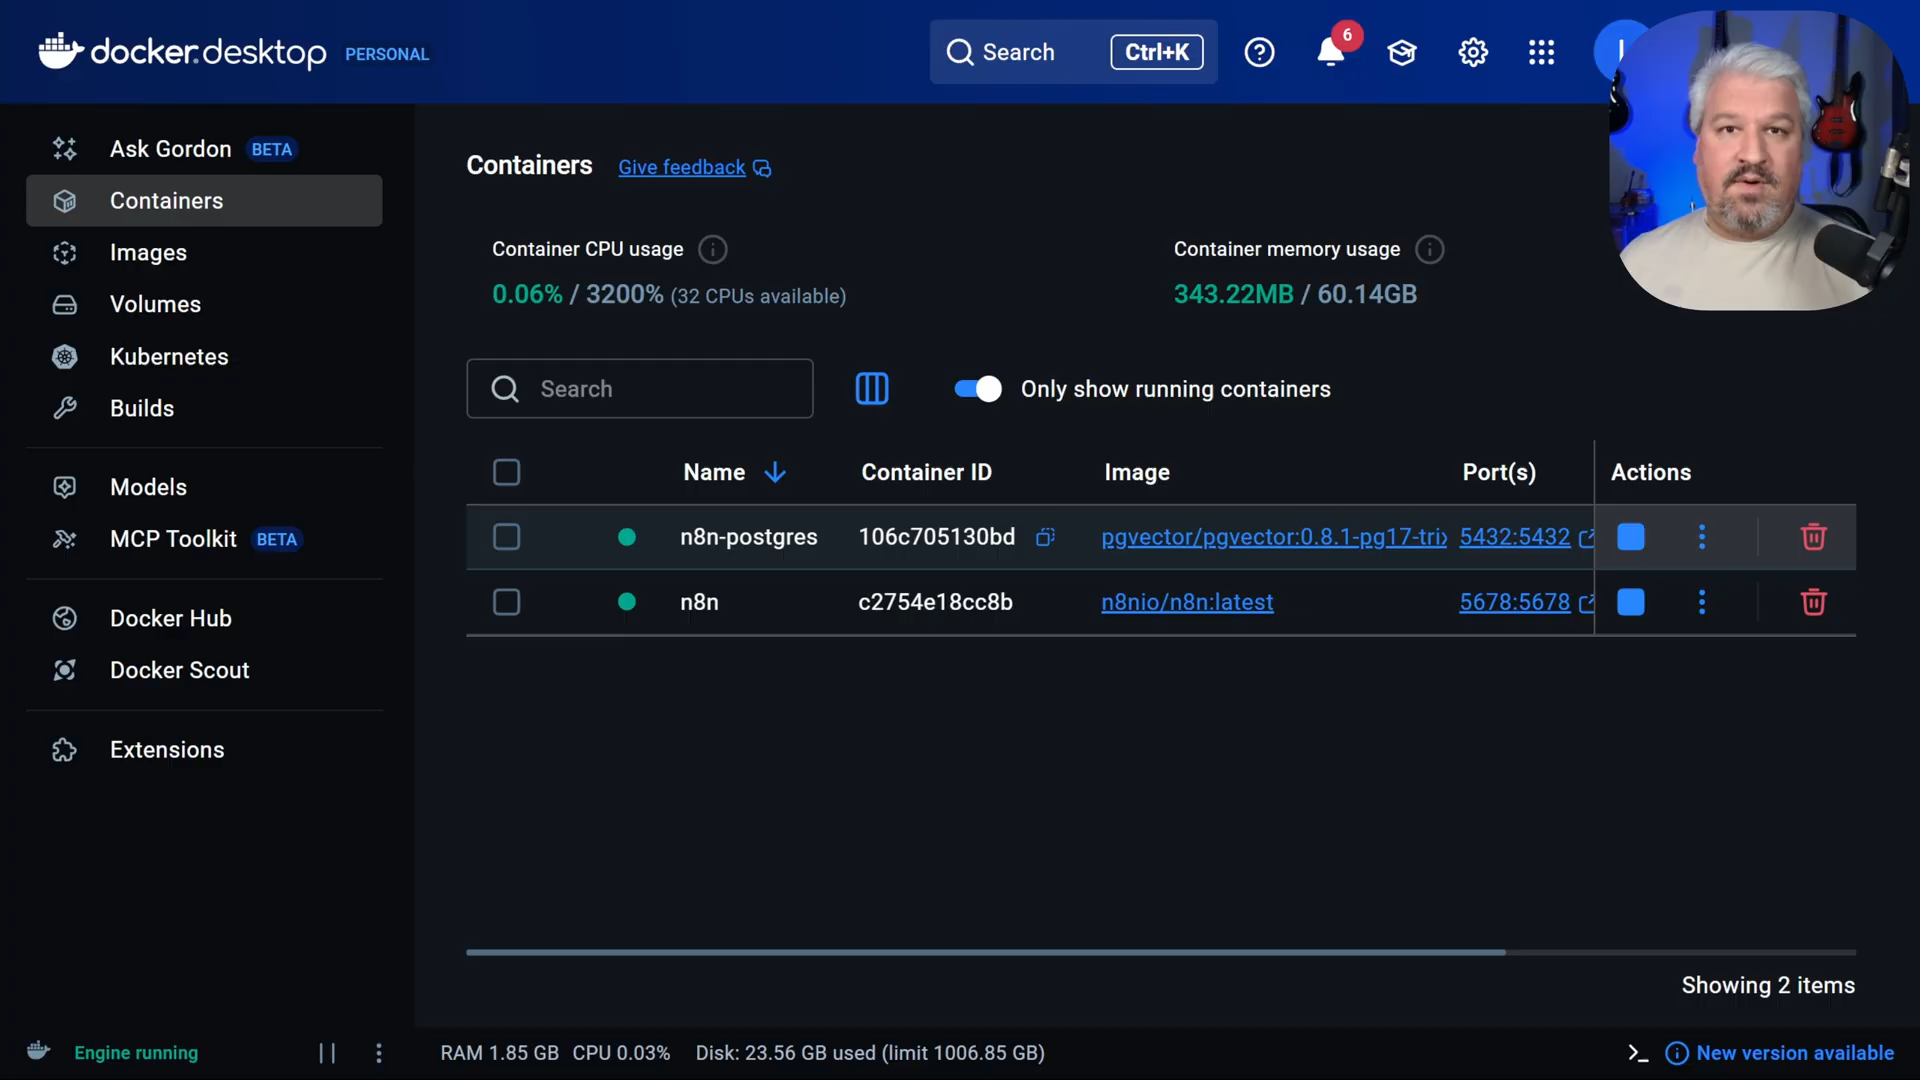 docker.desktop PERSONAL
Search Ctrl+K
6
Ask Gordon BETA
Containers
Images
Volumes
Kubernetes
Builds
Models
MCP Toolkit BETA
Docker Hub
Docker Scout
Extensions
Containers Give feedback
Container CPU usage
0.06% / 3200% (32 CPUs available)
Container memory usage
343.22MB / 60.14GB
Search
Only show running containers
Name Container ID Image Port(s) Actions
n8n-postgres 106c705130bd pgvector/pgvector:0.8.1-pg17-trix 5432:5432
n8n c2754e18cc8b n8nio/n8n:latest 5678:5678
Showing 2 items
Engine running
RAM 1.85 GB CPU 0.03% Disk: 23.56 GB used (limit 1006.85 GB)
New version available